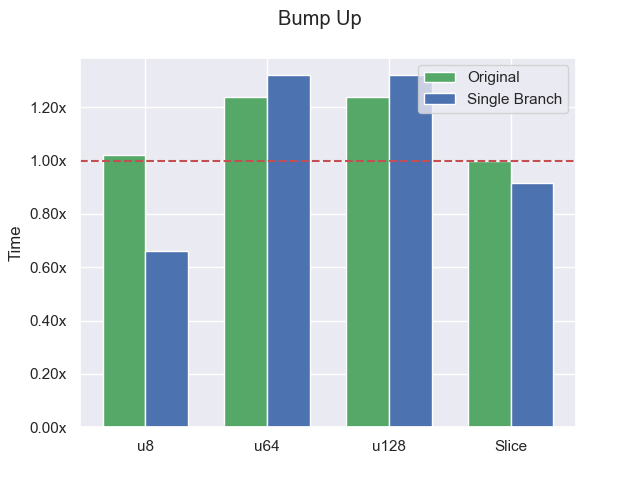 Bump Up
Original
Single Branch
1.20x
1.00x
0.80x
0.60x
0.40x
0.20x
0.00x
Time
u8
u64
u128
Slice